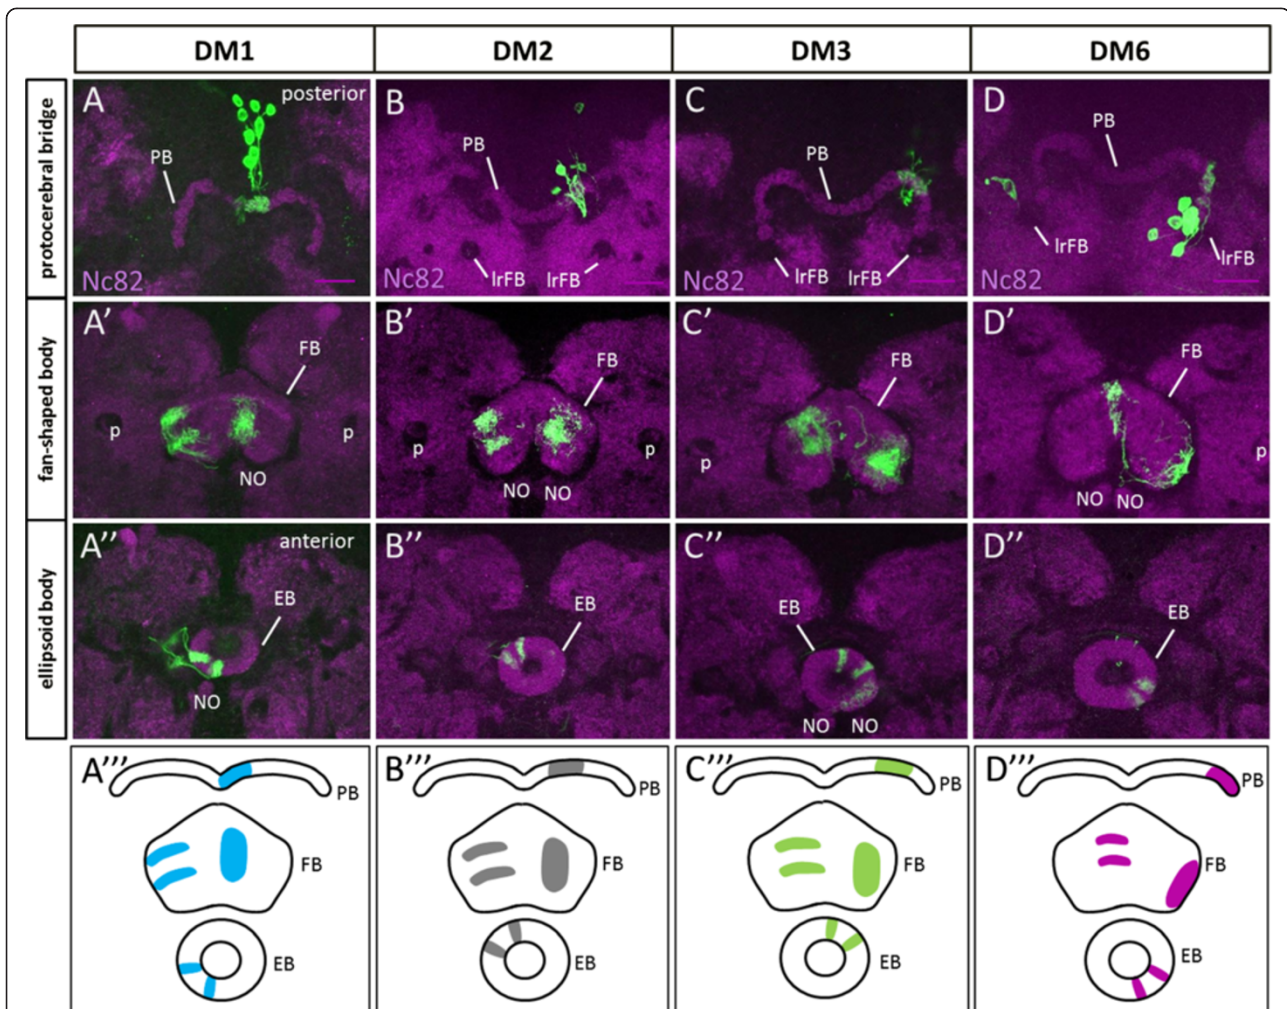 DM1 DM2 DM3 DM6
protocerebral bridge
A posterior PB Nc82
B PB lrFB lrFB Nc82
C PB lrFB lrFB Nc82
D PB lrFB lrFB Nc82
fan-shaped body
A' FB p p NO
B' FB p p NO NO
C' FB p NO
D' FB p NO NO
ellipsoid body
A'' anterior EB NO
B'' EB
C'' EB NO NO
D'' EB
A''' PB FB EB
B''' PB FB EB
C''' PB FB EB
D''' PB FB EB